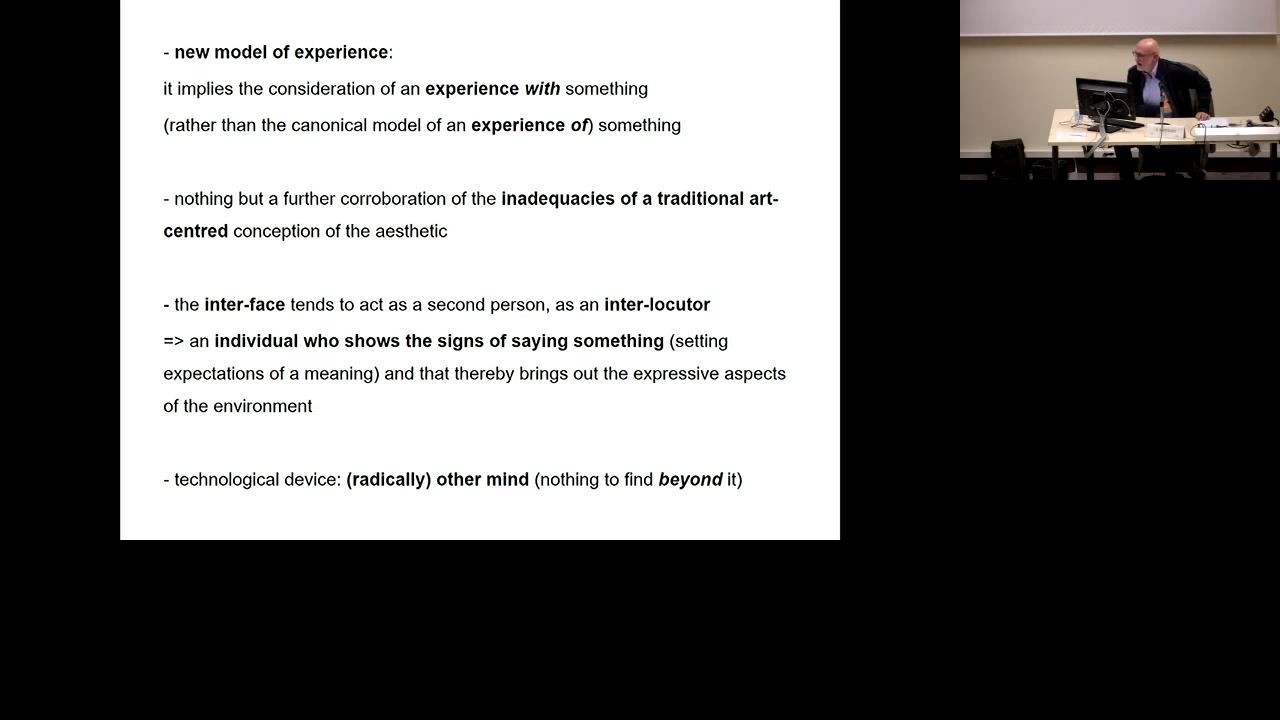 - new model of experience:
it implies the consideration of an experience with something
(rather than the canonical model of an experience of) something
- nothing but a further corroboration of the inadequacies of a traditional art-
centred conception of the aesthetic
- the inter-face tends to act as a second person, as an inter-locutor
=> an individual who shows the signs of saying something (setting
expectations of a meaning) and that thereby brings out the expressive aspects
of the environment
- technological device: (radically) other mind (nothing to find beyond it)